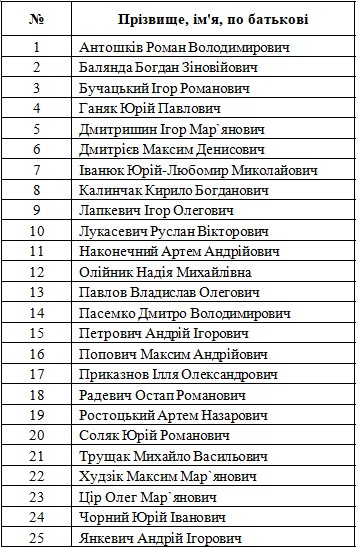 № Прізвище, ім'я, по батькові
1 Антошків Роман Володимирович
2 Балянда Богдан Зіновійович
3 Бучацький Ігор Романович
4 Ганяк Юрій Павлович
5 Дмитришин Ігор Мар`янович
6 Дмитрієв Максим Денисович
7 Іванюк Юрій-Любомир Миколайович
8 Калинчак Кирило Богданович
9 Лапкевич Ігор Олегович
10 Лукасевич Руслан Вікторович
11 Наконечний Артем Андрійович
12 Олійник Надія Михайлівна
13 Павлов Владислав Олегович
14 Пасемко Дмитро Володимирович
15 Петрович Андрій Ігорович
16 Попович Максим Андрійович
17 Приказнов Ілля Олександрович
18 Радевич Остап Романович
19 Ростоцький Артем Назарович
20 Соляк Юрій Романович
21 Трущак Михайло Васильович
22 Худзік Максим Мар`янович
23 Цір Олег Мар`янович
24 Чорний Юрій Іванович
25 Янкевич Андрій Ігорович